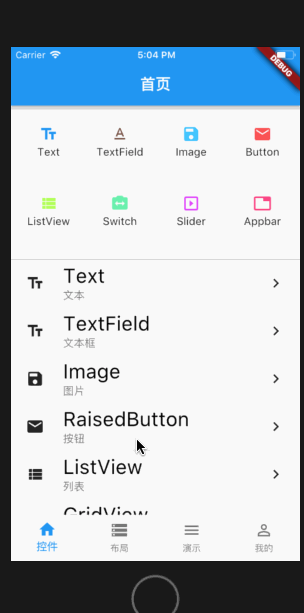 Carrier 5:04 PM
DEBUG
首页
Text TextField Image Button
ListView Switch Slider Appbar
Text
文本
TextField
文本框
Image
图片
RaisedButton
按钮
ListView
列表
GridView
控件 布局 演示 我的